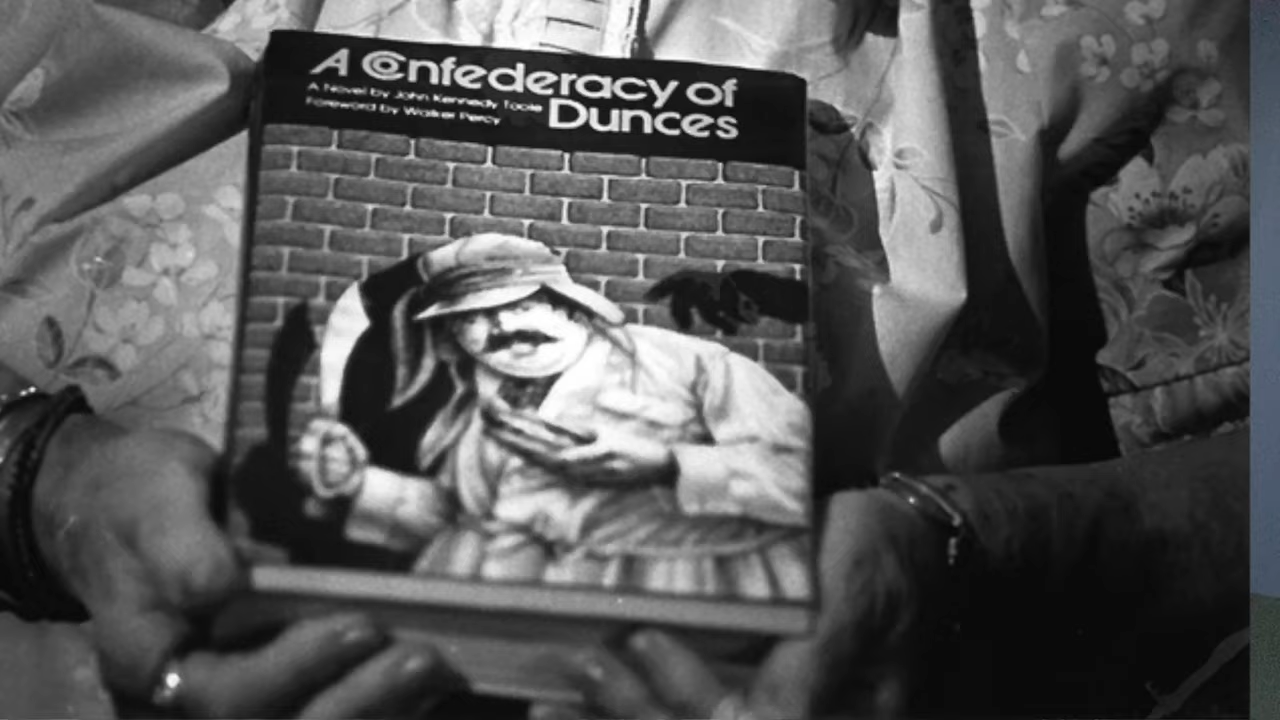 A Confederacy of
A Novel by John Kennedy Toole
Foreword by Walker Percy
Dunces